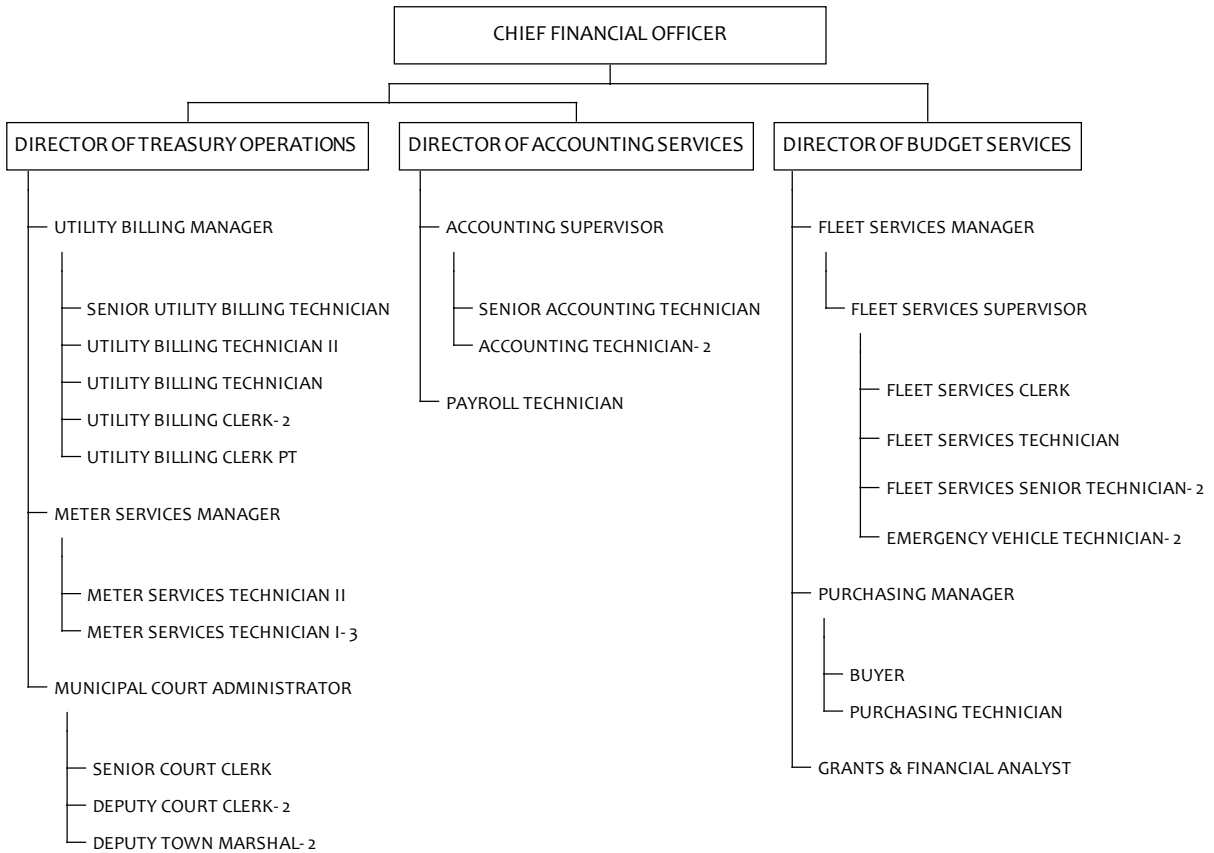 CHIEF FINANCIAL OFFICER
DIRECTOR OF TREASURY OPERATIONS
UTILITY BILLING MANAGER
SENIOR UTILITY BILLING TECHNICIAN
UTILITY BILLING TECHNICIAN II
UTILITY BILLING TECHNICIAN
UTILITY BILLING CLERK- 2
UTILITY BILLING CLERK PT
METER SERVICES MANAGER
METER SERVICES TECHNICIAN II
METER SERVICES TECHNICIAN I- 3
MUNICIPAL COURT ADMINISTRATOR
SENIOR COURT CLERK
DEPUTY COURT CLERK- 2
DEPUTY TOWN MARSHAL- 2
DIRECTOR OF ACCOUNTING SERVICES
ACCOUNTING SUPERVISOR
SENIOR ACCOUNTING TECHNICIAN
ACCOUNTING TECHNICIAN- 2
PAYROLL TECHNICIAN
DIRECTOR OF BUDGET SERVICES
FLEET SERVICES MANAGER
FLEET SERVICES SUPERVISOR
FLEET SERVICES CLERK
FLEET SERVICES TECHNICIAN
FLEET SERVICES SENIOR TECHNICIAN- 2
EMERGENCY VEHICLE TECHNICIAN- 2
PURCHASING MANAGER
BUYER
PURCHASING TECHNICIAN
GRANTS & FINANCIAL ANALYST